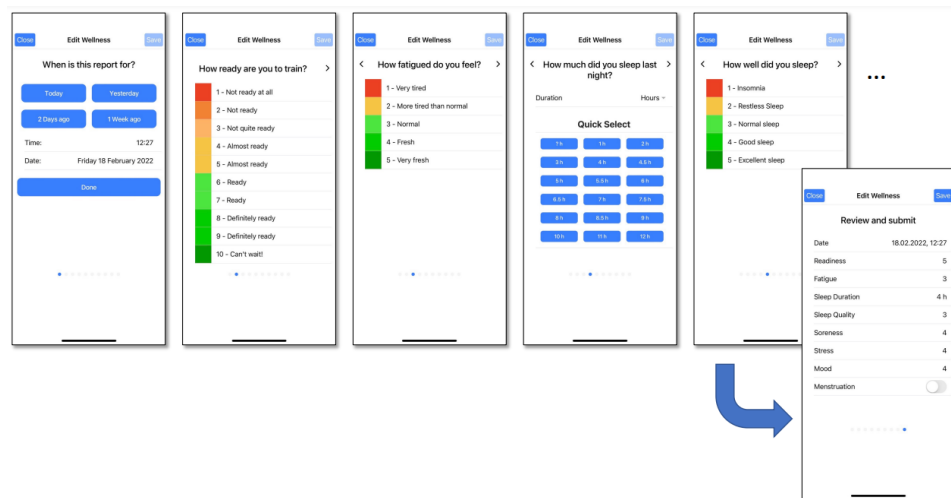 Close Edit Wellness Save
When is this report for?
Today Yesterday
2 Days ago 1 Week ago
Time: 12:27
Date: Friday 18 February 2022
Done
Close Edit Wellness Save
How ready are you to train? >
1 - Not ready at all
2 - Not ready
3 - Not quite ready
4 - Almost ready
5 - Almost ready
6 - Ready
7 - Ready
8 - Definitely ready
9 - Definitely ready
10 - Can't wait!
Close Edit Wellness Save
< How fatigued do you feel? >
1 - Very tired
2 - More tired than normal
3 - Normal
4 - Fresh
5 - Very fresh
Close Edit Wellness Save
< How much did you sleep last >
night?
Duration Hours
Quick Select
1 h 2 h
3 h 4 h 4.5 h
5 h 5.5 h 6 h
6.5 h 7 h 7.5 h
8 h 8.5 h 9 h
10 h 11 h 12 h
Close Edit Wellness Save
< How well did you sleep? >
1 - Insomnia
2 - Restless Sleep
3 - Normal sleep
4 - Good sleep
5 - Excellent sleep
...
Close Edit Wellness Save
Review and submit
Date 18.02.2022, 12:27
Readiness 5
Fatigue 3
Sleep Duration 4 h
Sleep Quality 3
Soreness 4
Stress 4
Mood 4
Menstruation